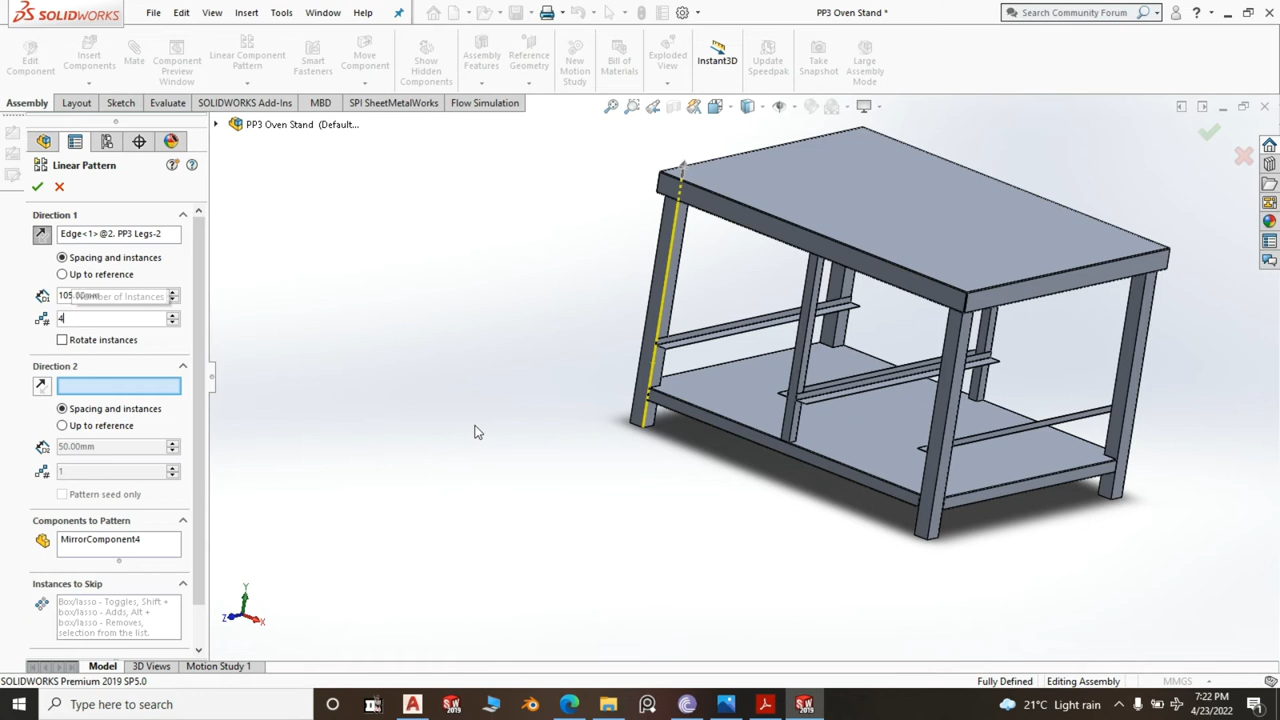 SOLIDWORKS
File
Edit
View
Insert
Tools
Window
Help
PP3 Oven Stand *
Search Community Forum
Edit Component
Insert Components
Mate
Component Preview Window
Linear Component Pattern
Smart Fasteners
Move Component
Show Hidden Components
Assembly Features
Reference Geometry
New Motion Study
Bill of Materials
Exploded View
Instant3D
Update Speedpak
Take Snapshot
Large Assembly Mode
Assembly
Layout
Sketch
Evaluate
SOLIDWORKS Add-Ins
MBD
SPI SheetMetalWorks
Flow Simulation
PP3 Oven Stand (Default...
Linear Pattern
Direction 1
Edge<1>@2. PP3 Legs-2
Spacing and instances
Up to reference
105.00mm
Number of Instances
4
Rotate instances
Direction 2
Spacing and instances
Up to reference
50.00mm
1
Pattern seed only
Components to Pattern
MirrorComponent4
Instances to Skip
Box/lasso - Toggles, Shift +
box/lasso - Adds, Alt +
box/lasso - Removes,
selection from the list.
Y
Z
X
Model
3D Views
Motion Study 1
SOLIDWORKS Premium 2019 SP5.0
Fully Defined
Editing Assembly
MMGS
Type here to search
21°C Light rain
7:22 PM
4/23/2022